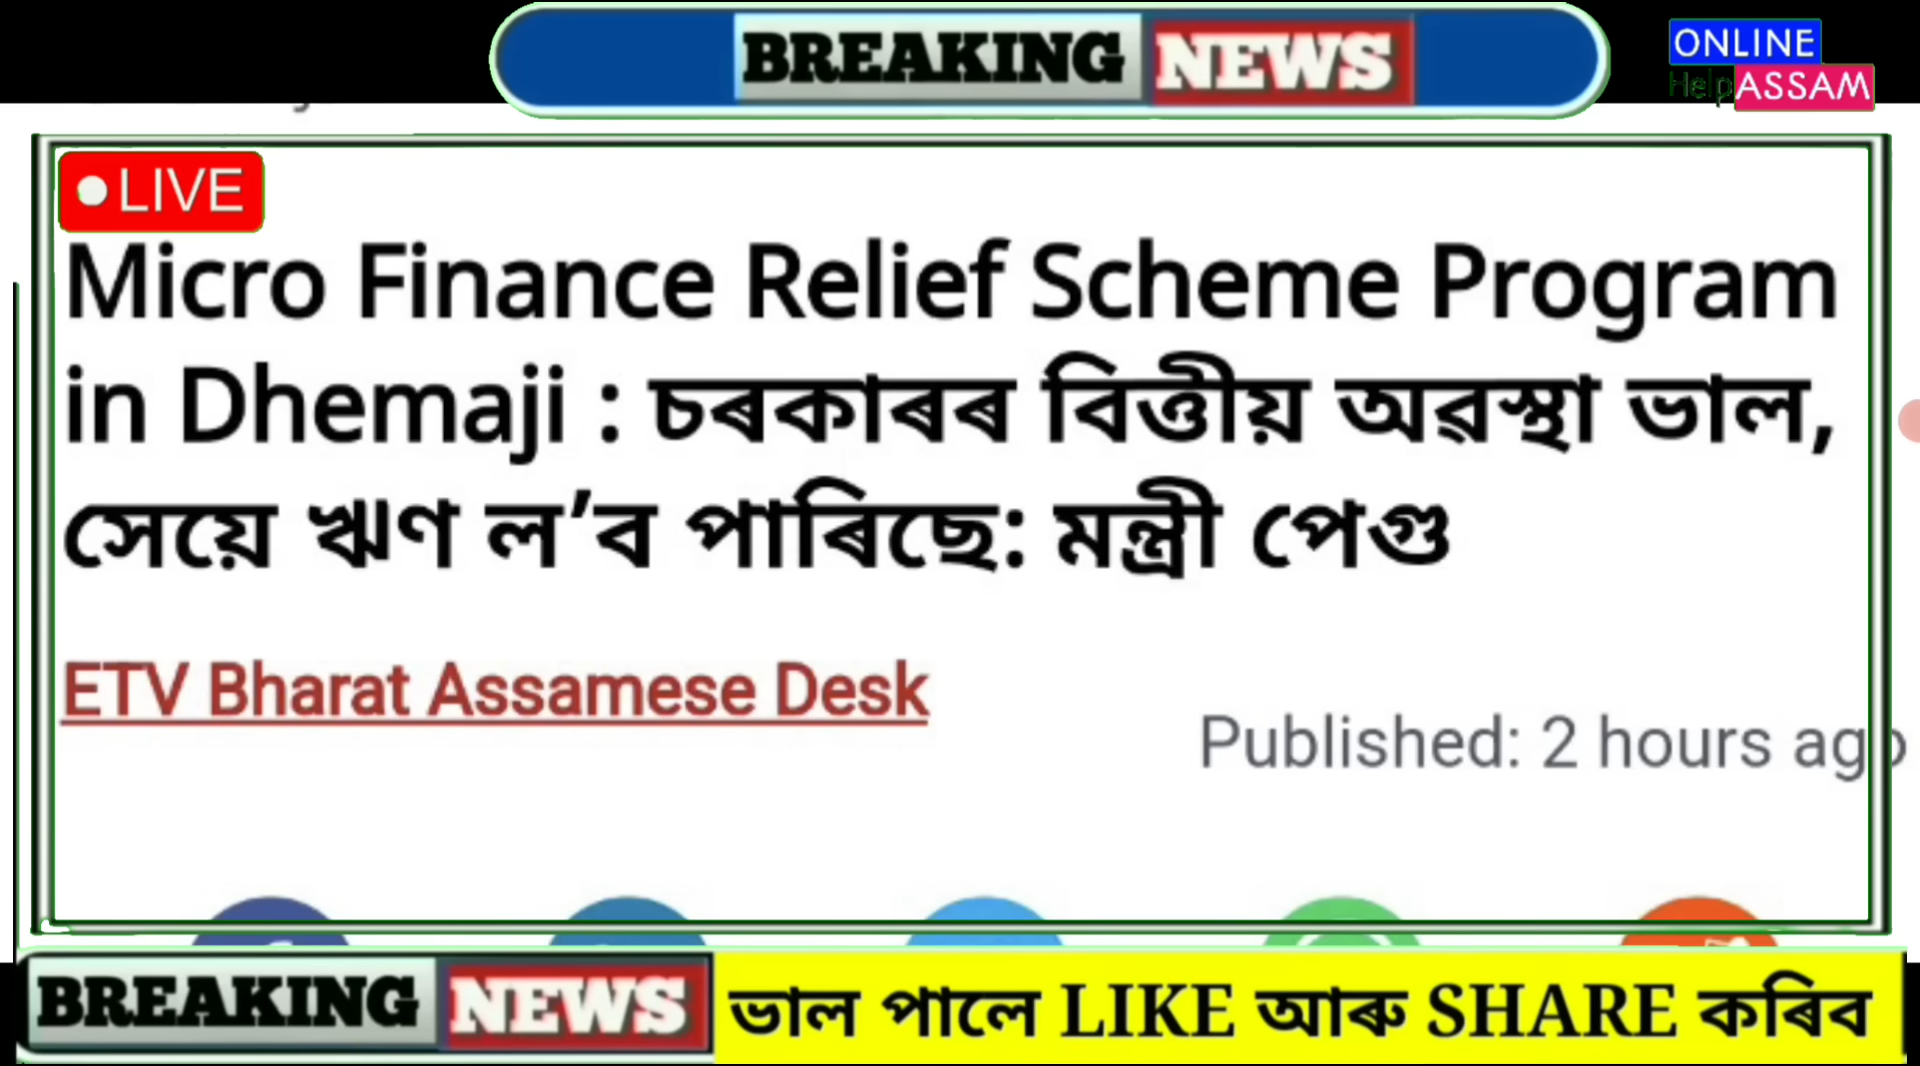 BREAKING NEWS
ONLINE
Help ASSAM
LIVE
Micro Finance Relief Scheme Program
in Dhemaji : চৰকাৰৰ বিত্তীয় অৱস্থা ভাল,
সেয়ে ঋণ ল’ব পাৰিছে: মন্ত্ৰী পেগু
ETV Bharat Assamese Desk
Published: 2 hours ago
BREAKING NEWS ভাল পালে LIKE আৰু SHARE কৰিব